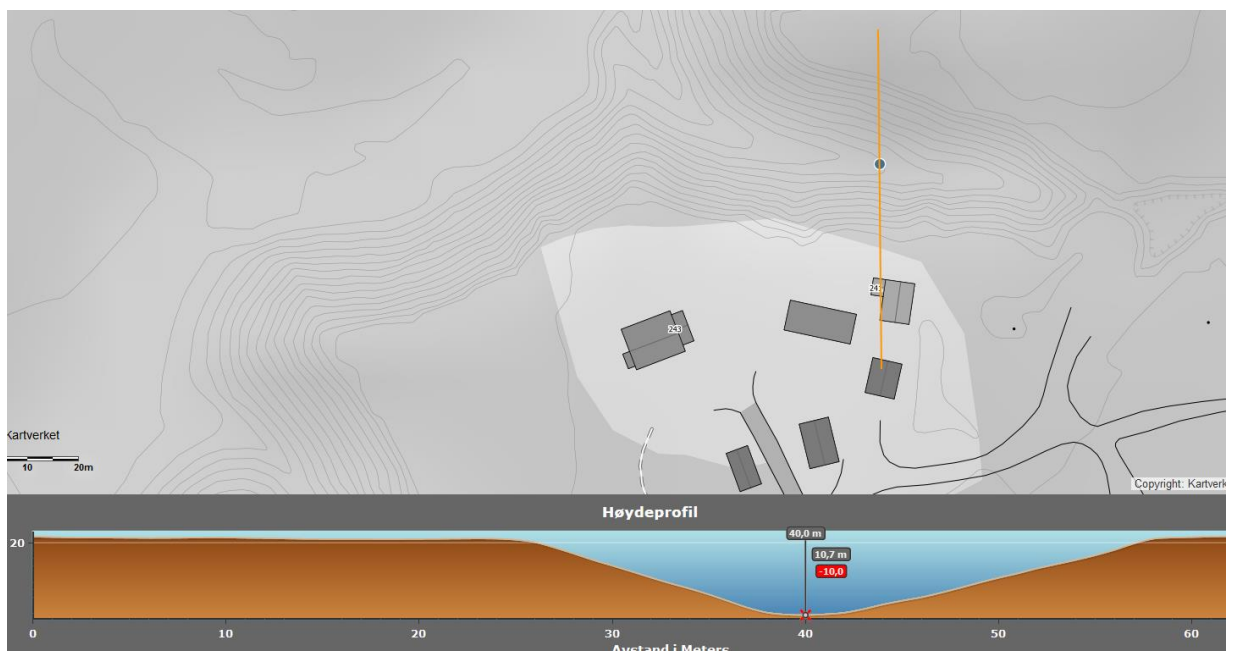 241
243
Kartverket
10 20m
Copyright: Kartverk
Høydeprofil
40,0 m
20
10,7 m
-10,0
0 10 20 30 40 50 60
Avstand i Meters